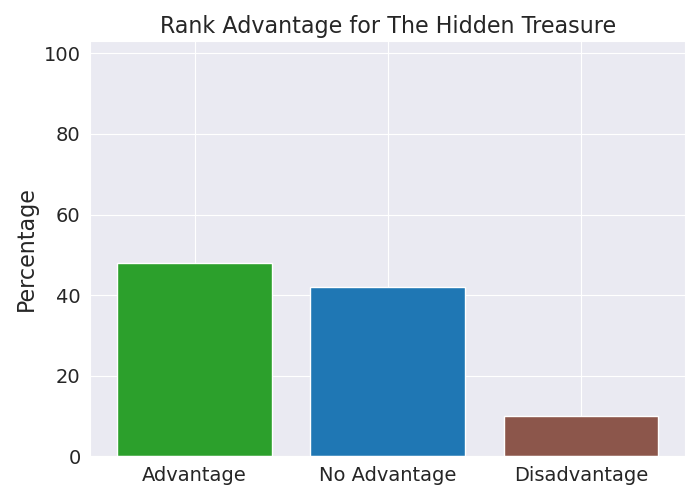 Rank Advantage for The Hidden Treasure
100
80
60
40
20
0
Percentage
Advantage
No Advantage
Disadvantage